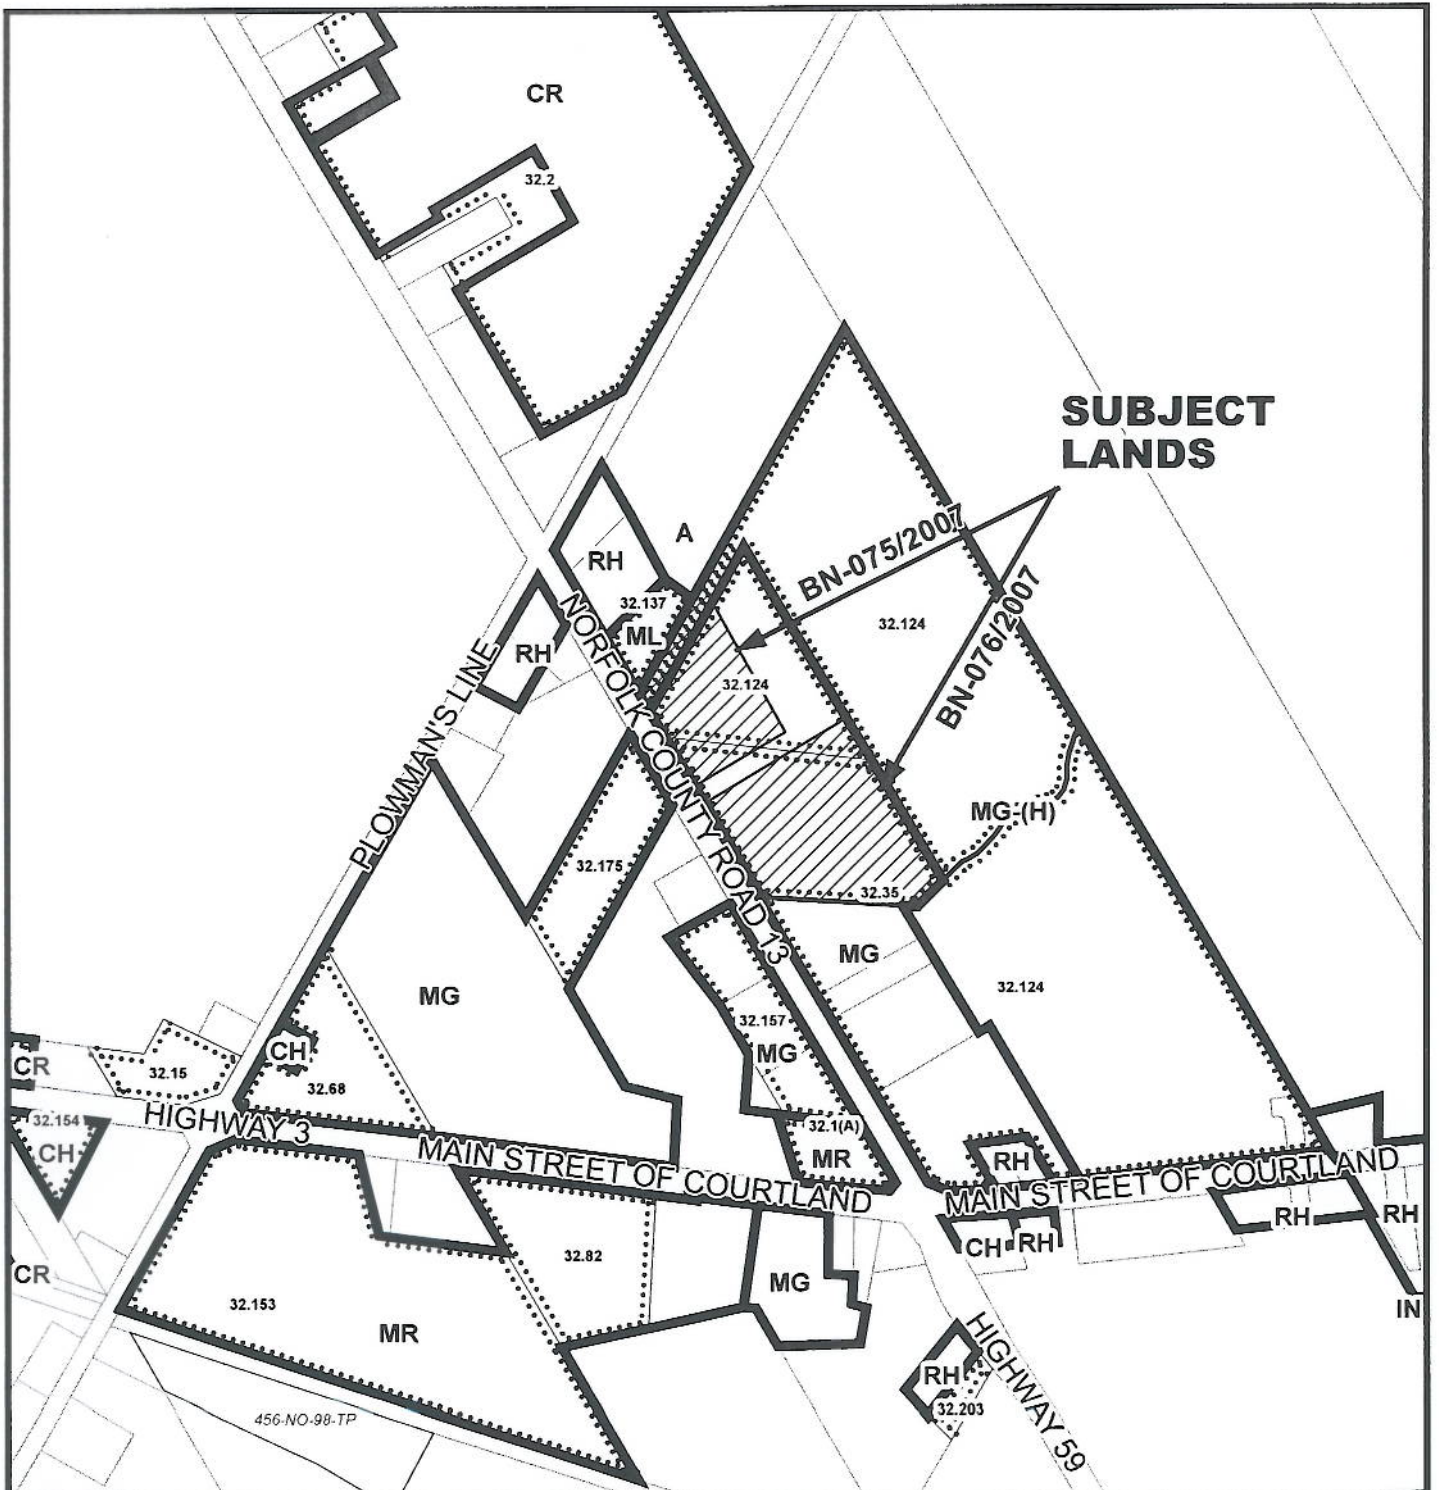 CR
32.2
SUBJECT
LANDS
A
BN-075/2007
RH
32.137
ML
32.124
BN-076/2007
RH
NORFOLK COUNTY ROAD 13
32.124
PLOWMAN'S LINE
MG-(H)
32.175
32.35
MG
MG
32.124
32.157
MG
CH
CR
32.15
32.68
32.154
CH
HIGHWAY 3
32.1(A)
MR
MAIN STREET OF COURTLAND
RH
MAIN STREET OF COURTLAND
RH
RH
CH
RH
32.82
MG
CR
32.153
MR
IN
HIGHWAY 59
RH
32.203
456-NO-98-TP